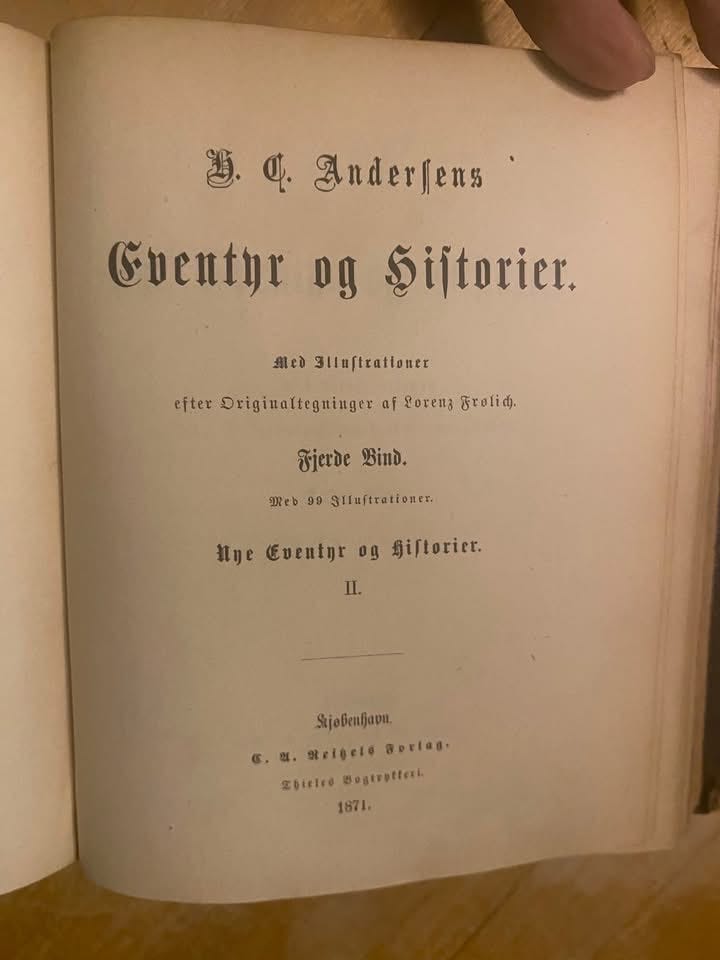 H. C. Andersens
Eventyr og Historier.
Med Illustrationer
efter Originaltegninger af Lorenz Frølich.
Fjerde Bind.
Med 99 Illustrationer.
Nye Eventyr og Historier.
II.
Kjøbenhavn.
C. A. Reitzels Forlag.
Thieles Bogtrykkeri.
1871.